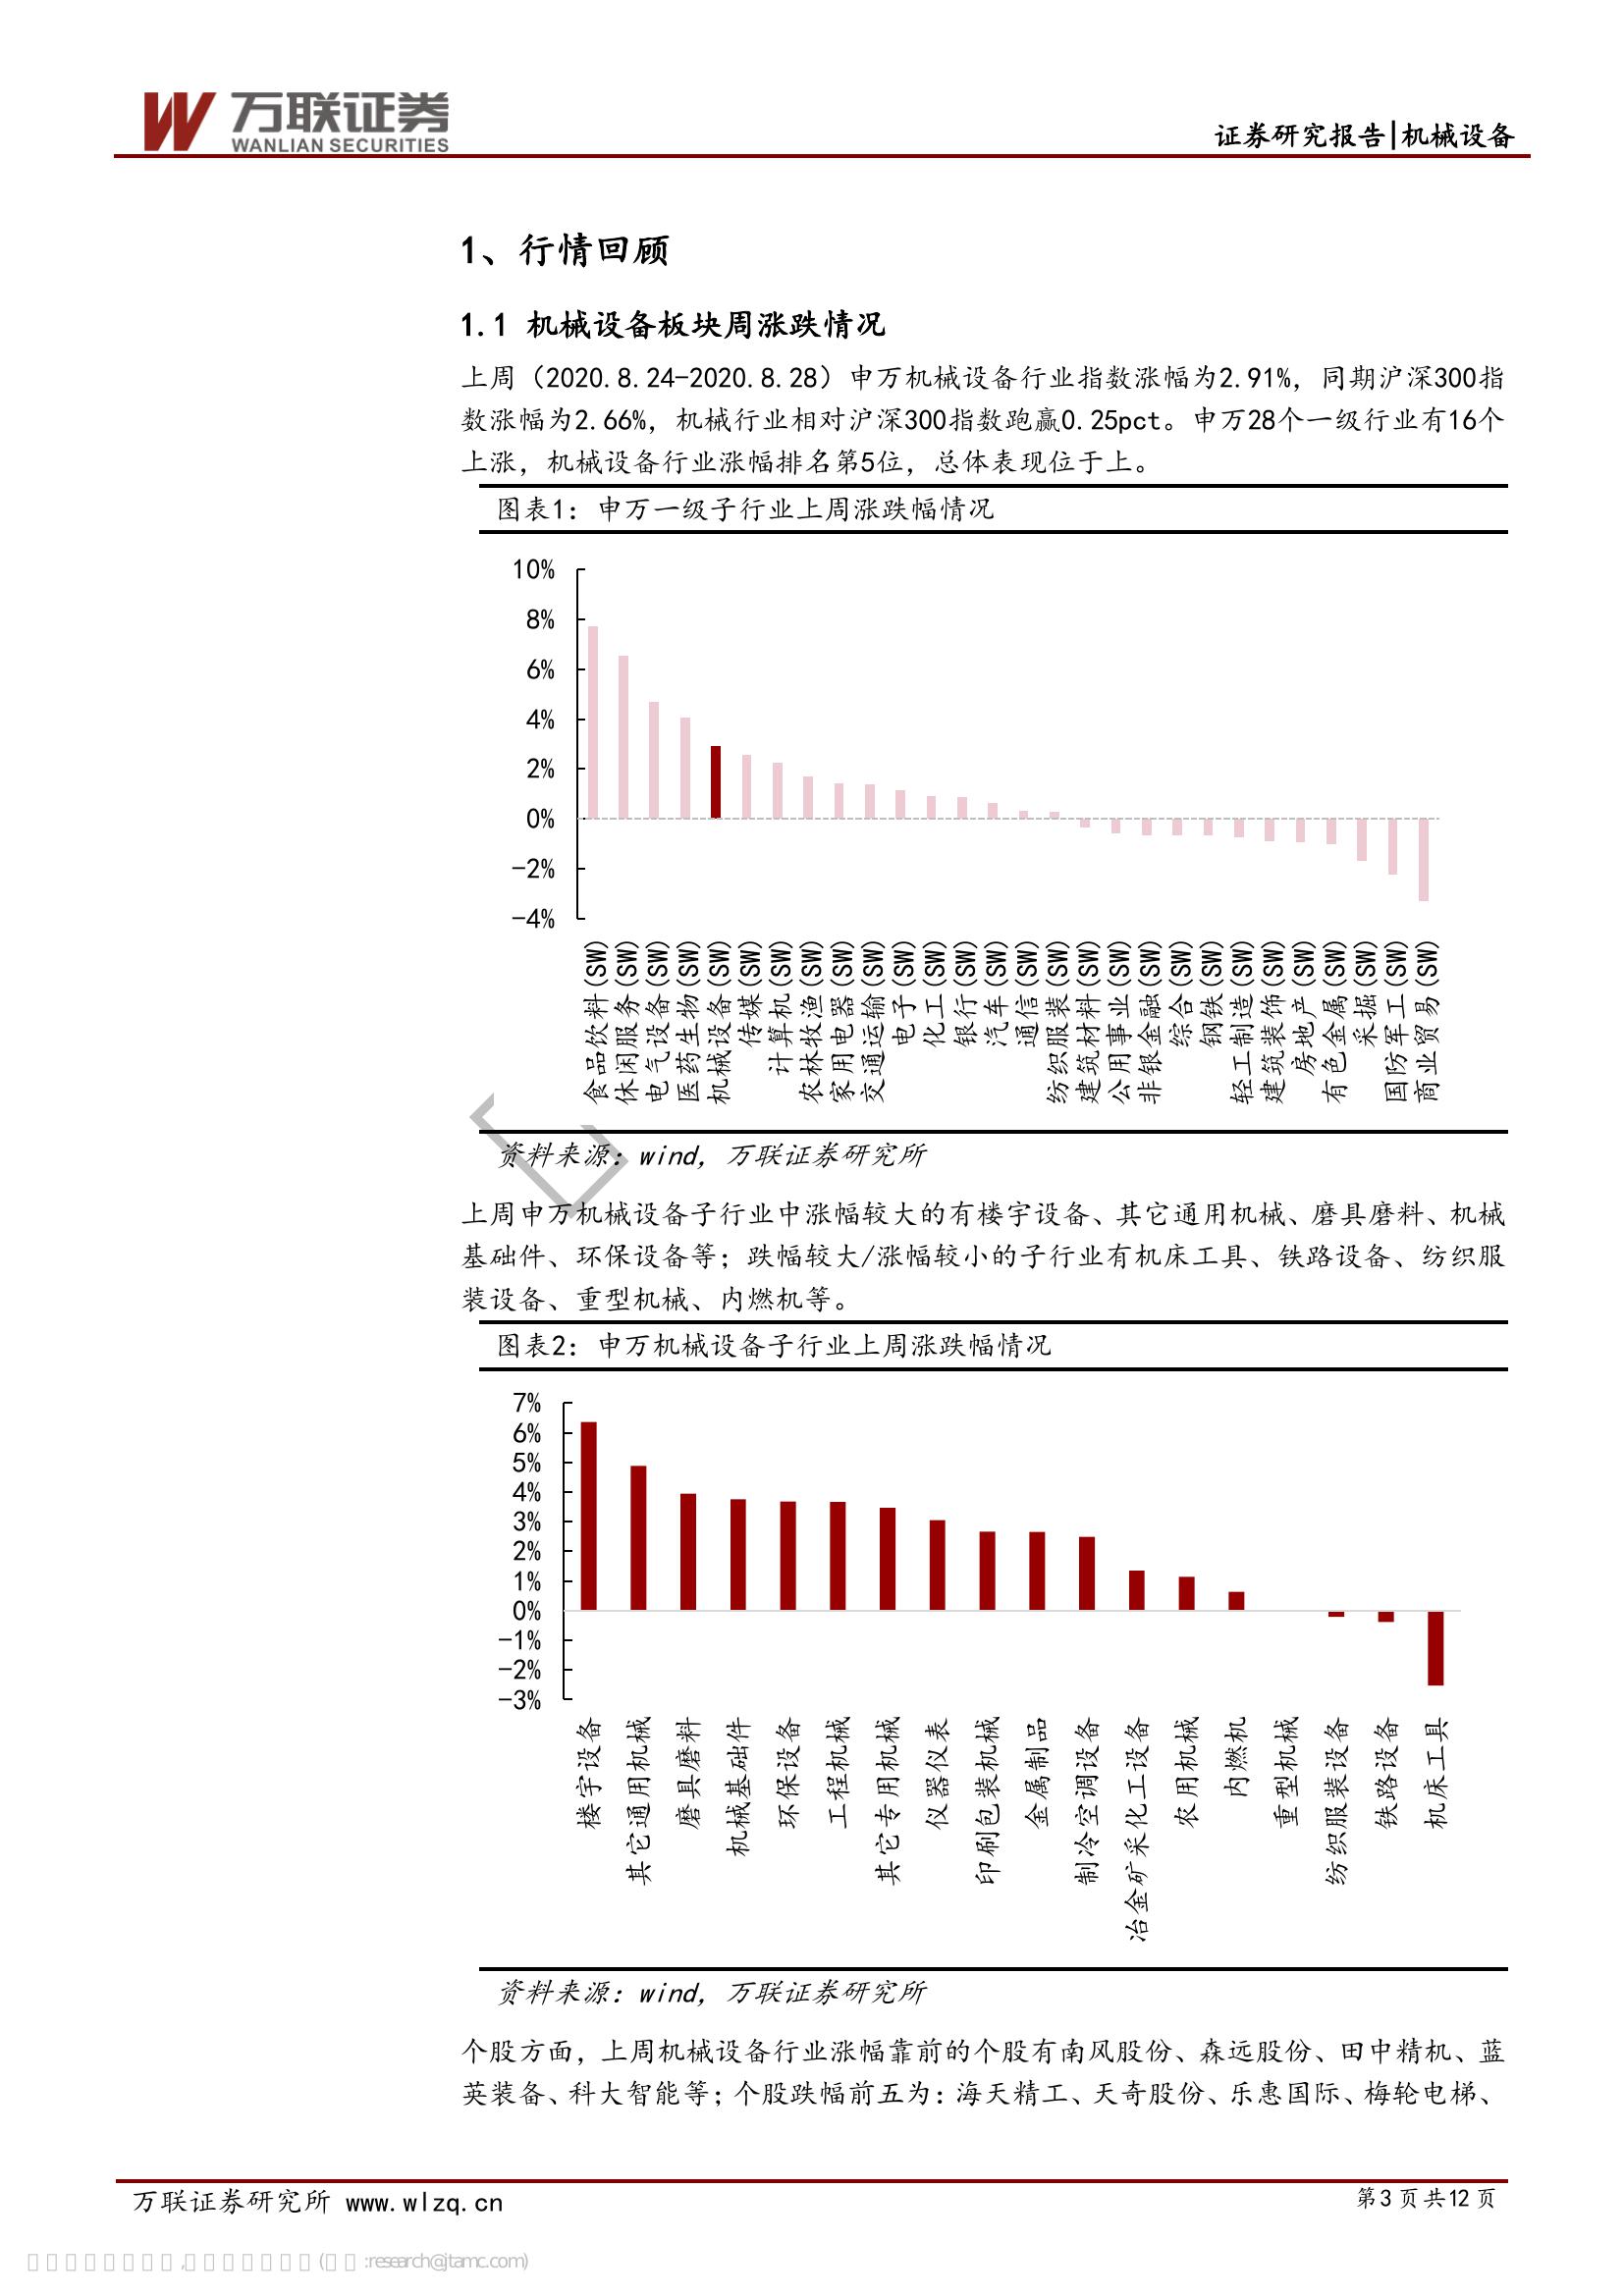 万联证券
WANLIAN SECURITIES
证券研究报告|机械设备
1、行情回顾
1.1 机械设备板块周涨跌情况
上周（2020.8.24-2020.8.28）申万机械设备行业指数涨幅为2.91%，同期沪深300指
数涨幅为2.66%，机械行业相对沪深300指数跑赢0.25pct。申万28个一级行业有16个
上涨，机械设备行业涨幅排名第5位，总体表现位于上。
图表1：申万一级子行业上周涨跌幅情况
10%
8%
6%
4%
2%
0%
-2%
-4%
食品饮料(SW)
休闲服务(SW)
电气设备(SW)
医药生物(SW)
机械设备(SW)
传媒(SW)
计算机(SW)
农林牧渔(SW)
家用电器(SW)
交通运输(SW)
电子(SW)
化工(SW)
银行(SW)
汽车(SW)
通信(SW)
纺织服装(SW)
建筑材料(SW)
公用事业(SW)
非银金融(SW)
综合(SW)
钢铁(SW)
轻工制造(SW)
建筑装饰(SW)
房地产(SW)
有色金属(SW)
采掘(SW)
国防军工(SW)
商业贸易(SW)
资料来源：wind，万联证券研究所
上周申万机械设备子行业中涨幅较大的有楼宇设备、其它通用机械、磨具磨料、机械
基础件、环保设备等；跌幅较大/涨幅较小的子行业有机床工具、铁路设备、纺织服
装设备、重型机械、内燃机等。
图表2：申万机械设备子行业上周涨跌幅情况
7%
6%
5%
4%
3%
2%
1%
0%
-1%
-2%
-3%
楼宇设备
其它通用机械
磨具磨料
机械基础件
环保设备
工程机械
其它专用机械
仪器仪表
印刷包装机械
金属制品
制冷空调设备
冶金矿采化工设备
农用机械
内燃机
重型机械
纺织服装设备
铁路设备
机床工具
资料来源：wind，万联证券研究所
个股方面，上周机械设备行业涨幅靠前的个股有南风股份、森远股份、田中精机、蓝
英装备、科大智能等；个股跌幅前五为：海天精工、天奇股份、乐惠国际、梅轮电梯、
万联证券研究所 www.wlzq.cn
第3页共12页
:research@jtamc.com)